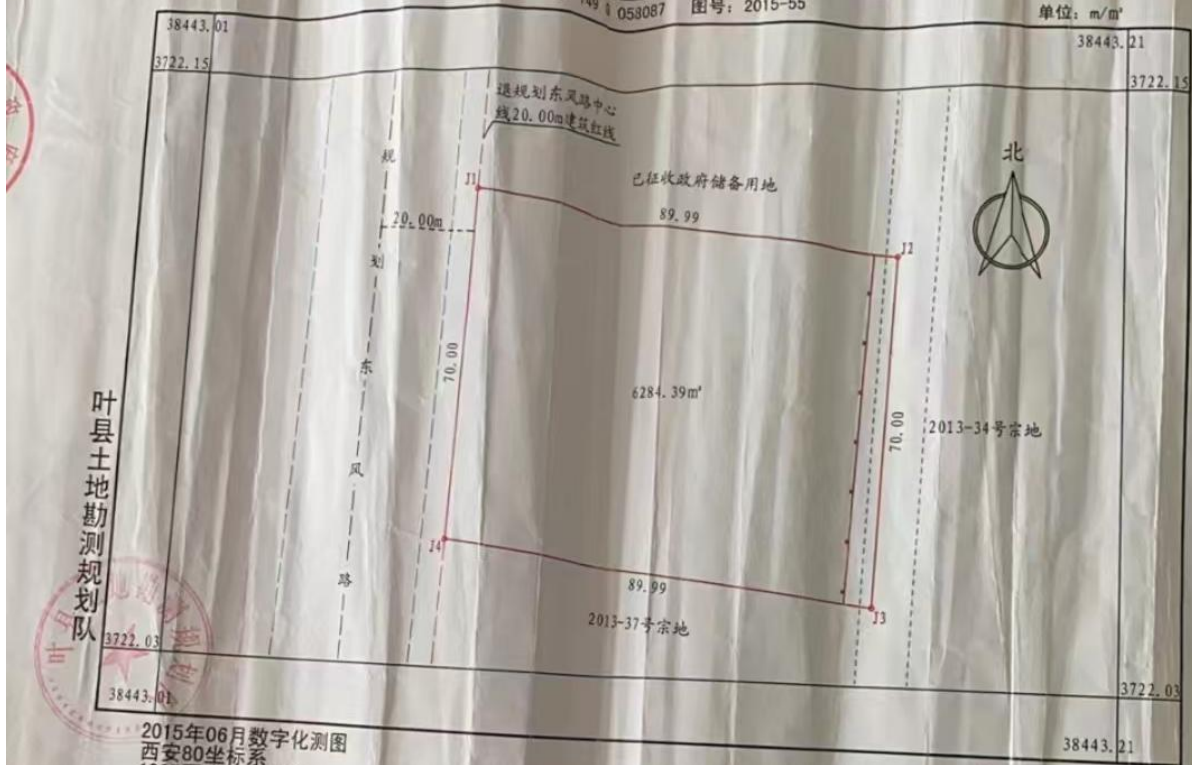 058087 图号：2015-55
单位：m/㎡
38443.01
38443.21
3722.15
3722.15
退规划东风路中心
线20.00m建筑红线
规划东风路
北
J1
已征收政府储备用地
89.99
J2
20.00m
70.00
6284.39㎡
70.00
2013-34号宗地
J4
89.99
J3
2013-37号宗地
叶县土地勘测规划队
3722.03
3722.03
38443.01
38443.21
2015年06月数字化测图
西安80坐标系